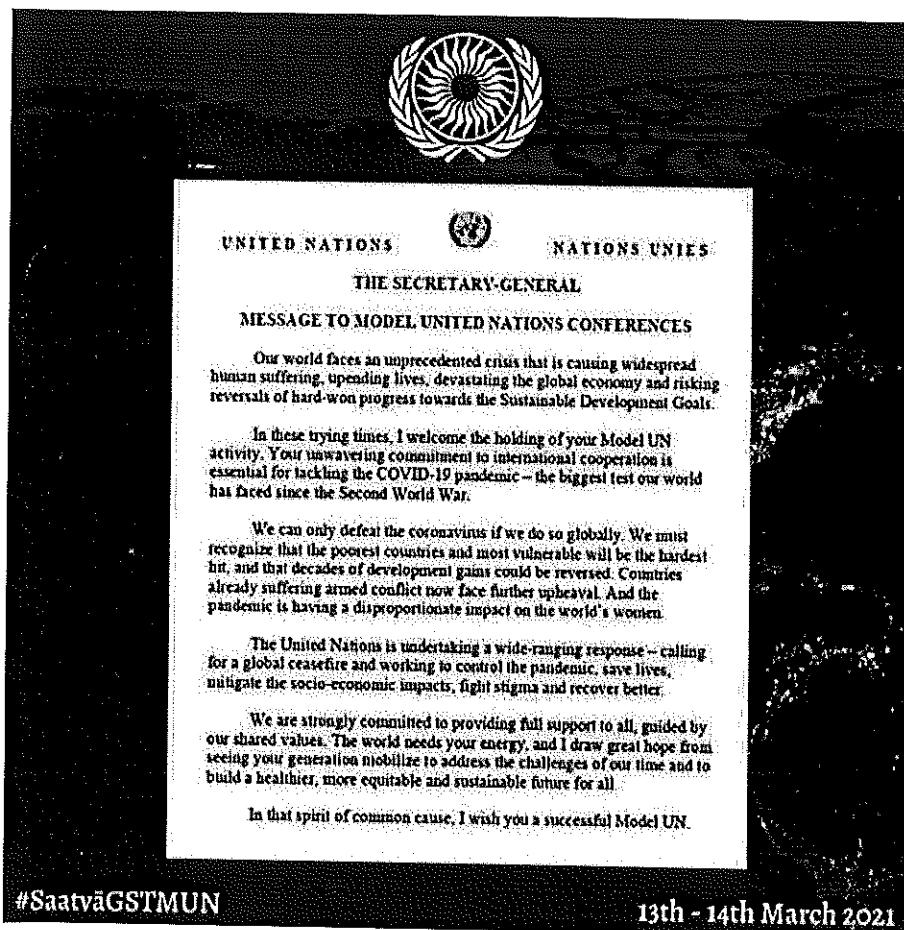 UNITED NATIONS NATIONS UNIES
THE SECRETARY-GENERAL
MESSAGE TO MODEL UNITED NATIONS CONFERENCES
Our world faces an unprecedented crisis that is causing widespread
human suffering, upending lives, devastating the global economy and risking
reversals of hard-won progress towards the Sustainable Development Goals.
In these trying times, I welcome the holding of your Model UN
activity. Your unwavering commitment to international cooperation is
essential for tackling the COVID-19 pandemic – the biggest test our world
has faced since the Second World War.
We can only defeat the coronavirus if we do so globally. We must
recognize that the poorest countries and most vulnerable will be the hardest
hit, and that decades of development gains could be reversed. Countries
already suffering armed conflict now face further upheaval. And the
pandemic is having a disproportionate impact on the world's women.
The United Nations is undertaking a wide-ranging response – calling
for a global ceasefire and working to control the pandemic, save lives,
mitigate the socio-economic impacts, fight stigma and recover better.
We are strongly committed to providing full support to all, guided by
our shared values. The world needs your energy, and I draw great hope from
seeing your generation mobilize to address the challenges of our time and to
build a healthier, more equitable and sustainable future for all.
In that spirit of common cause, I wish you a successful Model UN.
#SaatvāGSTMUN
13th - 14th March 2021